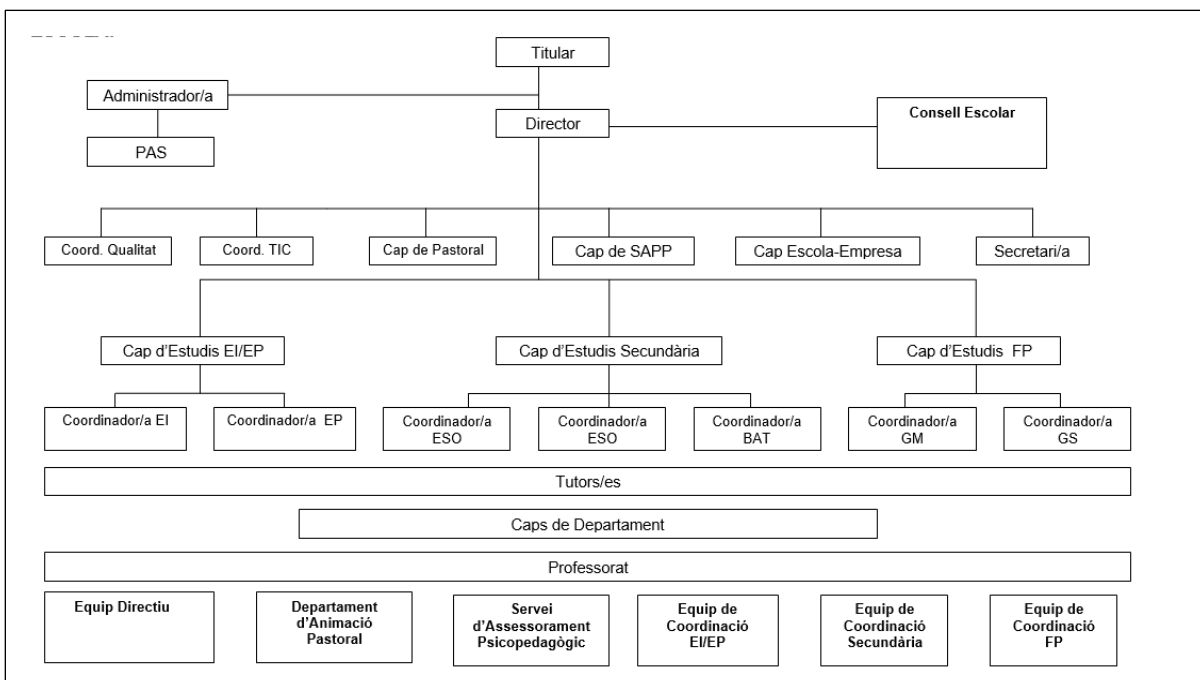 Titular
Administrador/a
Director
Consell Escolar
PAS
Coord. Qualitat
Coord. TIC
Cap de Pastoral
Cap de SAPP
Cap Escola-Empresa
Secretari/a
Cap d’Estudis EI/EP
Cap d’Estudis Secundària
Cap d’Estudis FP
Coordinador/a EI
Coordinador/a EP
Coordinador/a
ESO
Coordinador/a
ESO
Coordinador/a
BAT
Coordinador/a
GM
Coordinador/a
GS
Tutors/es
Caps de Departament
Professorat
Equip Directiu
Departament
d’Animació
Pastoral
Servei
d’Assessorament
Psicopedagògic
Equip de
Coordinació
EI/EP
Equip de
Coordinació
Secundària
Equip de
Coordinació
FP